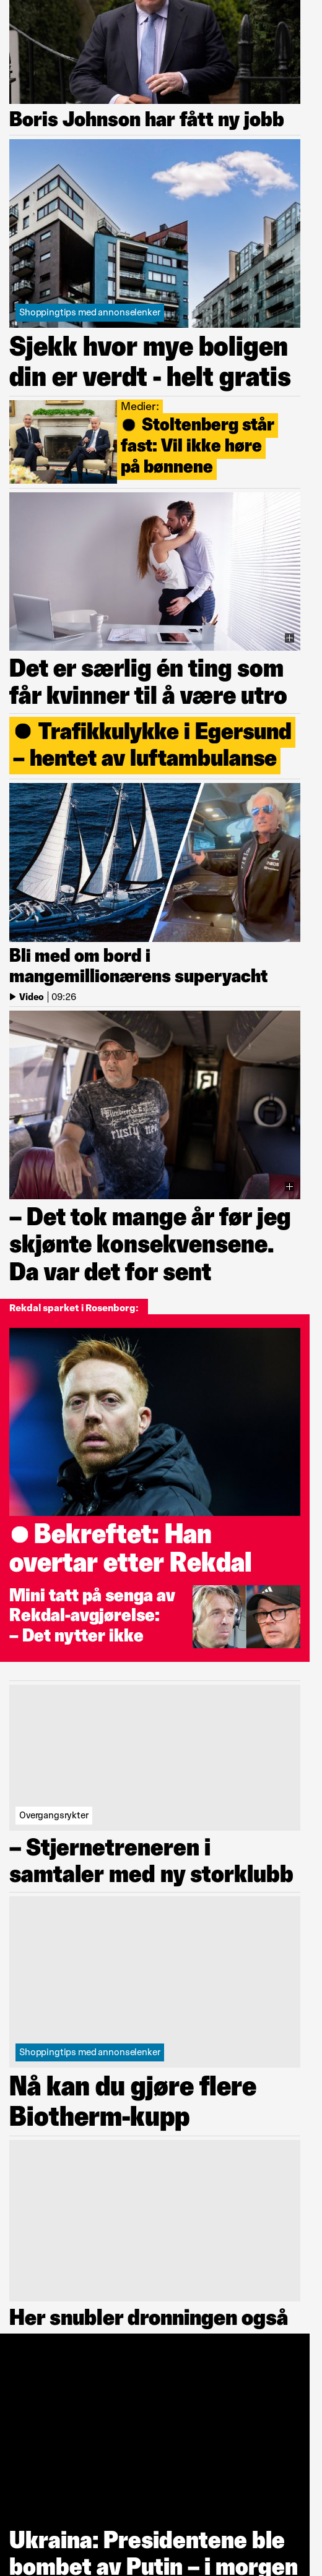 Boris Johnson har fått ny jobb
Shoppingtips med annonselenker
Sjekk hvor mye boligen
din er verdt - helt gratis
Medier:
Stoltenberg står
fast: Vil ikke høre
på bønnene
Det er særlig én ting som
får kvinner til å være utro
Trafikkulykke i Egersund
– hentet av luftambulanse
Bli med om bord i
mangemillionærens superyacht
Video | 09:26
– Det tok mange år før jeg
skjønte konsekvensene.
Da var det for sent
Rekdal sparket i Rosenborg:
Bekreftet: Han
overtar etter Rekdal
Mini tatt på senga av
Rekdal-avgjørelse:
– Det nytter ikke
Overgangsrykter
– Stjernetreneren i
samtaler med ny storklubb
Shoppingtips med annonselenker
Nå kan du gjøre flere
Biotherm-kupp
Her snubler dronningen også
Ukraina: Presidentene ble
bombet av Putin – i morgen